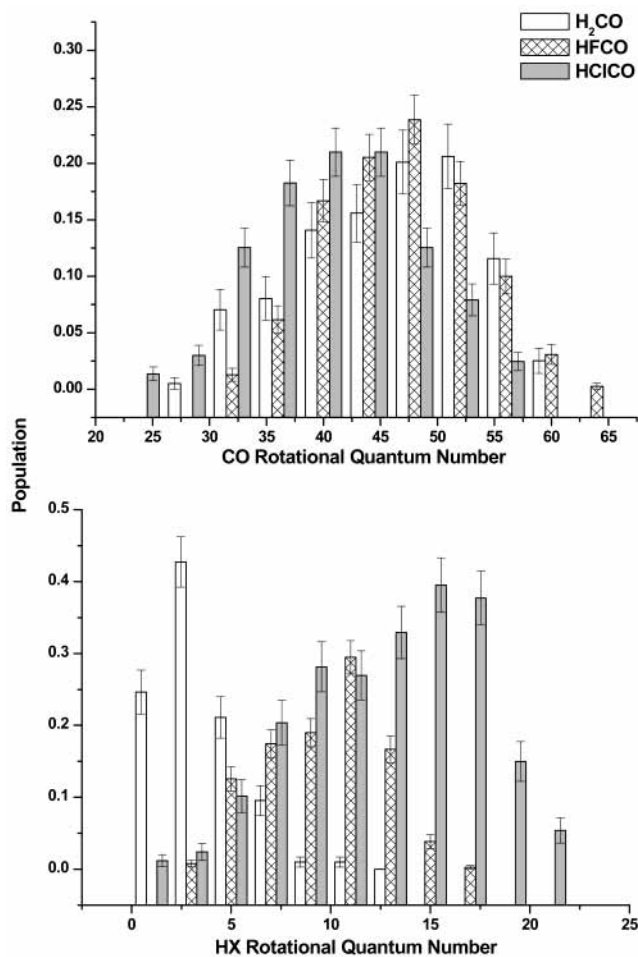 H₂CO
HFCO
HClCO
0.30
0.25
0.20
0.15
0.10
0.05
0.00
20 25 30 35 40 45 50 55 60 65
CO Rotational Quantum Number
Population
0.5
0.4
0.3
0.2
0.1
0.0
0 5 10 15 20 25
HX Rotational Quantum Number